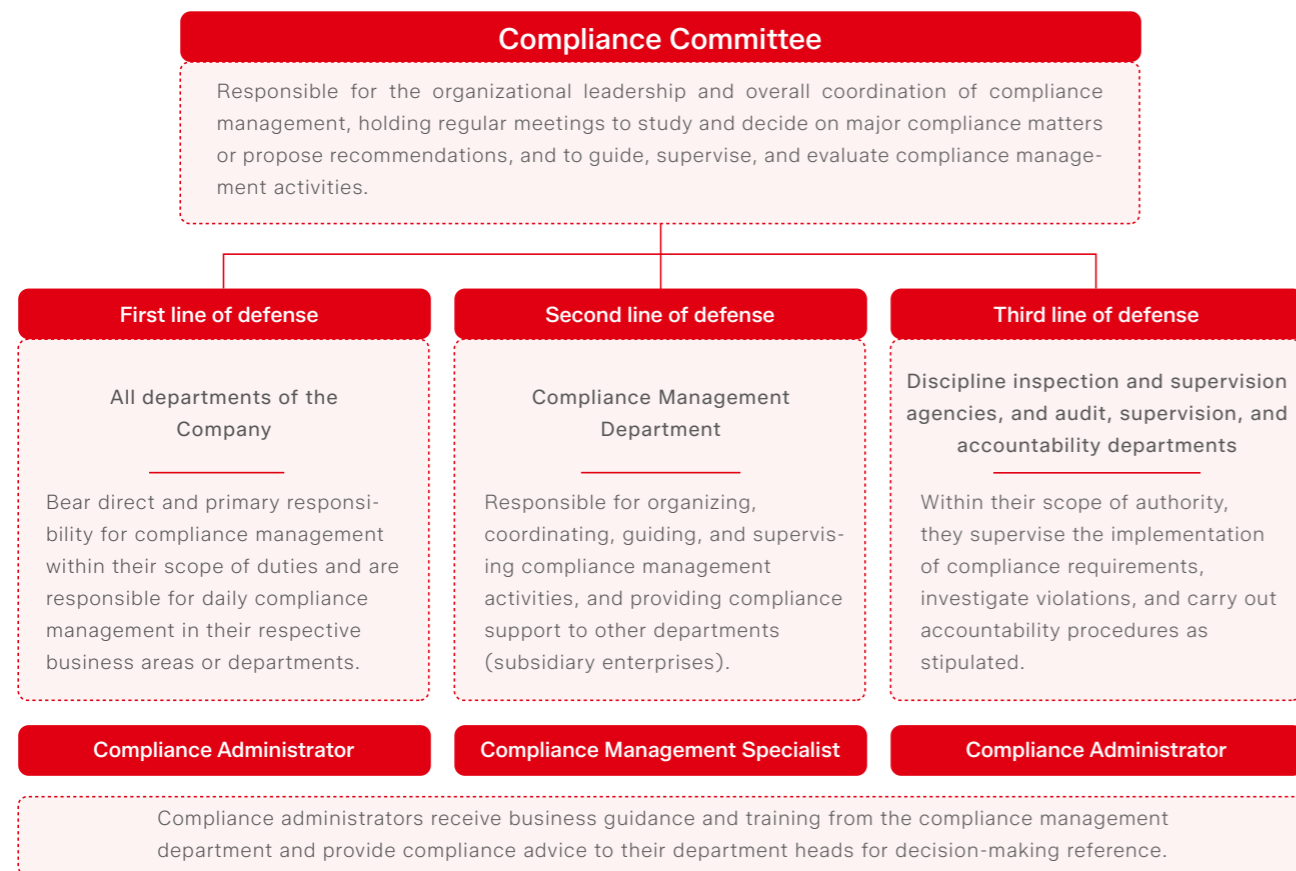 Compliance Committee
Responsible for the organizational leadership and overall coordination of compliance
management, holding regular meetings to study and decide on major compliance matters
or propose recommendations, and to guide, supervise, and evaluate compliance manage-
ment activities.
First line of defense
All departments of the
Company
Bear direct and primary responsi-
bility for compliance management
within their scope of duties and are
responsible for daily compliance
management in their respective
business areas or departments.
Second line of defense
Compliance Management
Department
Responsible for organizing,
coordinating, guiding, and supervis-
ing compliance management
activities, and providing compliance
support to other departments
(subsidiary enterprises).
Third line of defense
Discipline inspection and supervision
agencies, and audit, supervision, and
accountability departments
Within their scope of authority,
they supervise the implementation
of compliance requirements,
investigate violations, and carry out
accountability procedures as
stipulated.
Compliance Administrator
Compliance Management Specialist
Compliance Administrator
Compliance administrators receive business guidance and training from the compliance management
department and provide compliance advice to their department heads for decision-making reference.